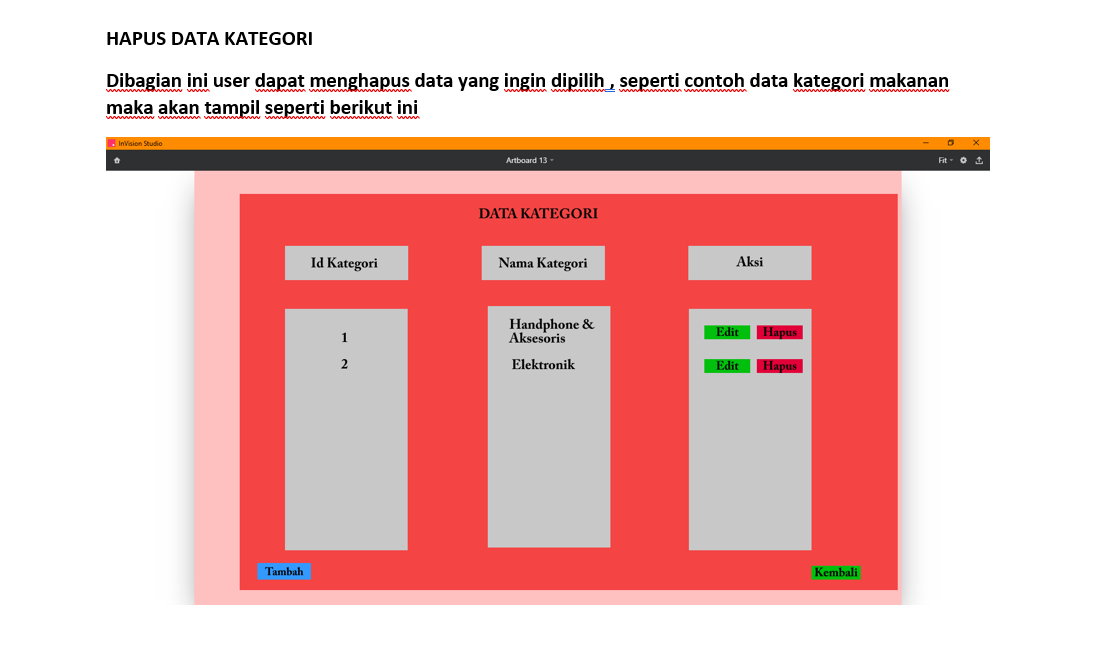 HAPUS DATA KATEGORI
Dibagian ini user dapat menghapus data yang ingin dipilih , seperti contoh data kategori makanan
maka akan tampil seperti berikut ini
InVision Studio
Artboard 13
Fit
DATA KATEGORI
Id Kategori
Nama Kategori
Aksi
1
Handphone &
Aksesoris
Edit
Hapus
2
Elektronik
Edit
Hapus
Tambah
Kembali